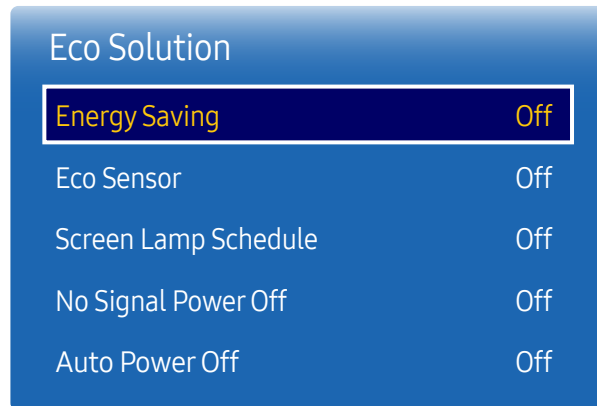 Eco Solution
Energy Saving Off
Eco Sensor Off
Screen Lamp Schedule Off
No Signal Power Off Off
Auto Power Off Off